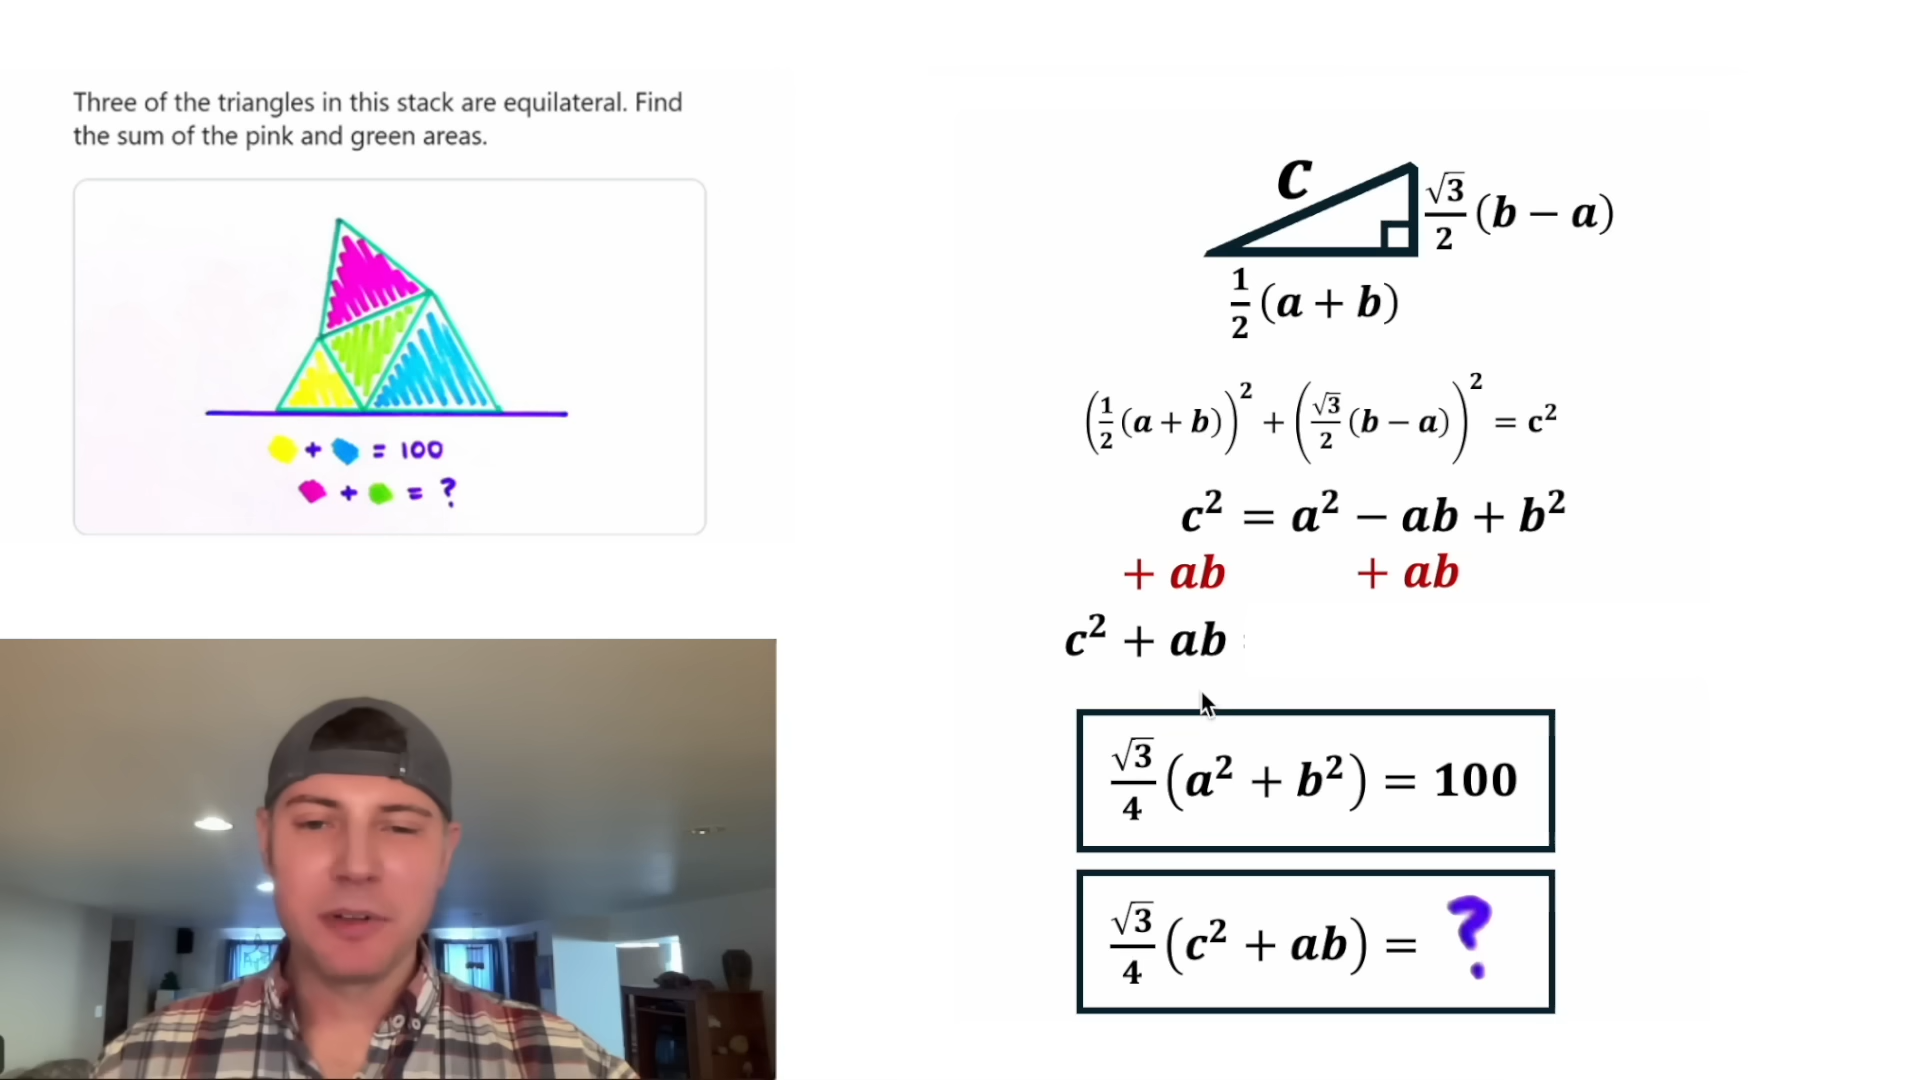 Three of the triangles in this stack are equilateral. Find
the sum of the pink and green areas.
+ = 100
+ = ?
c
√3/2 (b − a)
1/2 (a + b)
(1/2 (a + b))² + (√3/2 (b − a))² = c²
c² = a² − ab + b²
+ ab + ab
c² + ab
√3/4 (a² + b²) = 100
√3/4 (c² + ab) = ?